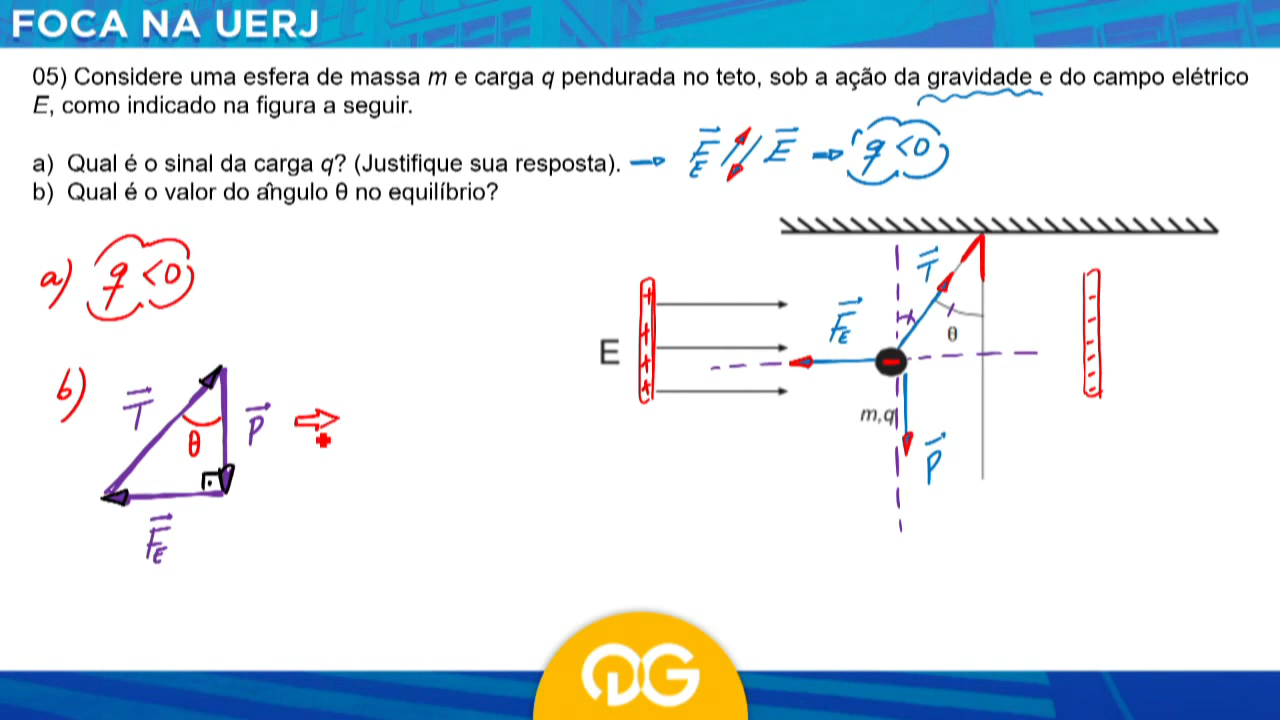 FOCA NA UERJ
05) Considere uma esfera de massa m e carga q pendurada no teto, sob a ação da gravidade e do campo elétrico
E, como indicado na figura a seguir.
a) Qual é o sinal da carga q? (Justifique sua resposta).
F⃗E // E⃗ → q<0
b) Qual é o valor do ângulo θ no equilíbrio?
a) q<0
T⃗
F⃗E
E
θ
m,q
P⃗
b) T⃗
P⃗
θ
F⃗E
QG